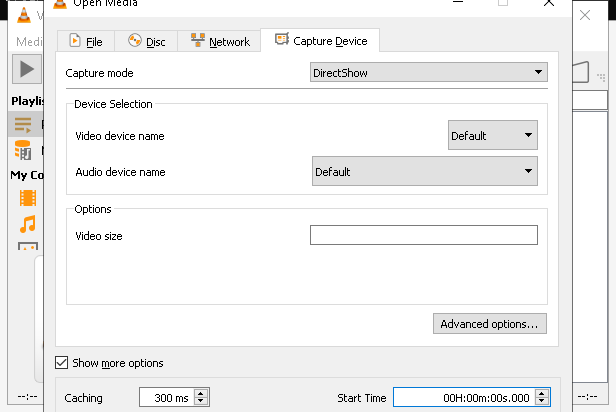 Open Media
V
Medi
File
Disc
Network
Capture Device
Capture mode
DirectShow
Playlis
Device Selection
Video device name
Default
Audio device name
Default
My Co
Options
Video size
Advanced options...
Show more options
Caching
300 ms
Start Time
00H:00m:00s.000
--:--
--:--